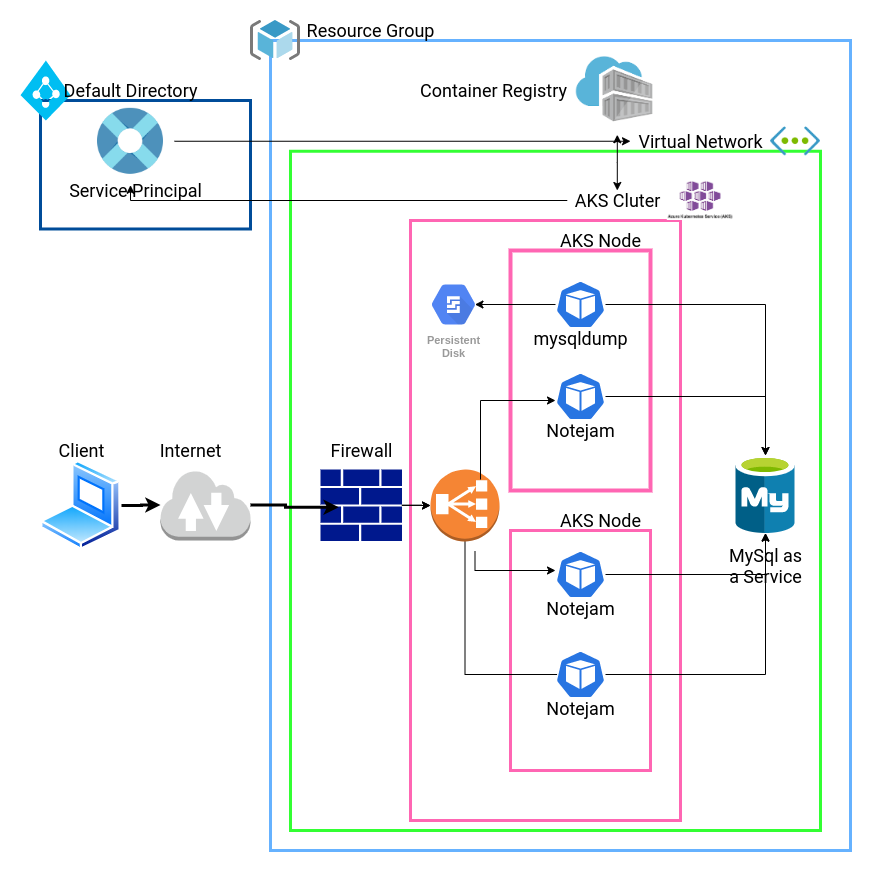 Resource Group
Default Directory
Container Registry
Virtual Network
Service Principal
AKS Cluter
Azure Kubernetes Service (AKS)
AKS Node
Persistent
Disk
mysqldump
Notejam
Client
Internet
Firewall
My
AKS Node
MySql as
a Service
Notejam
Notejam